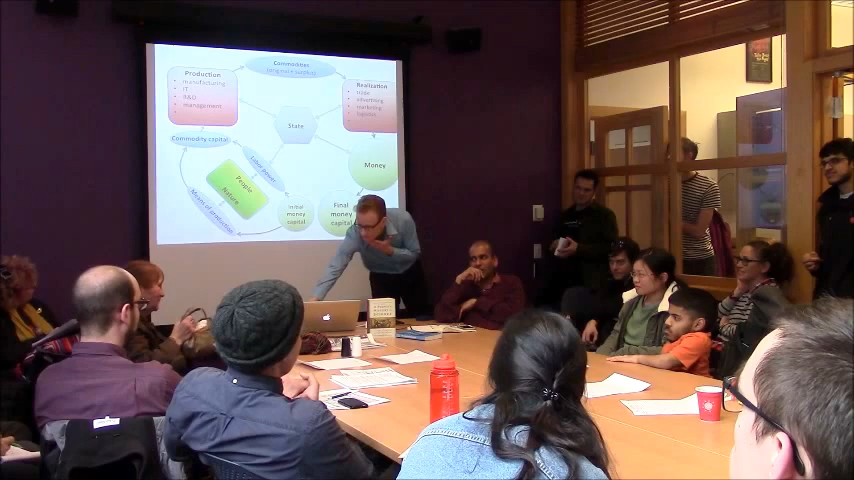 Commodities
Production
• manufacturing
• IT
• R&D
• management
Realization
• trade
• advertising
• marketing
• logistics
State
Commodity capital
Labor power
Money
People
Nature
Means of production
Initial
money
capital
Final
money
capital